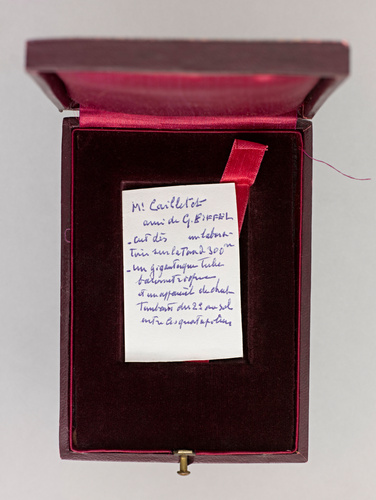 Mr Cailletet
ami de G. EIFFEL
- eut dès un labora-
toire sur la tour à 300m
- un gigantesque tube
barométrique
et un appareil de chute
tombant du 2e au sol
entre les quatre piliers